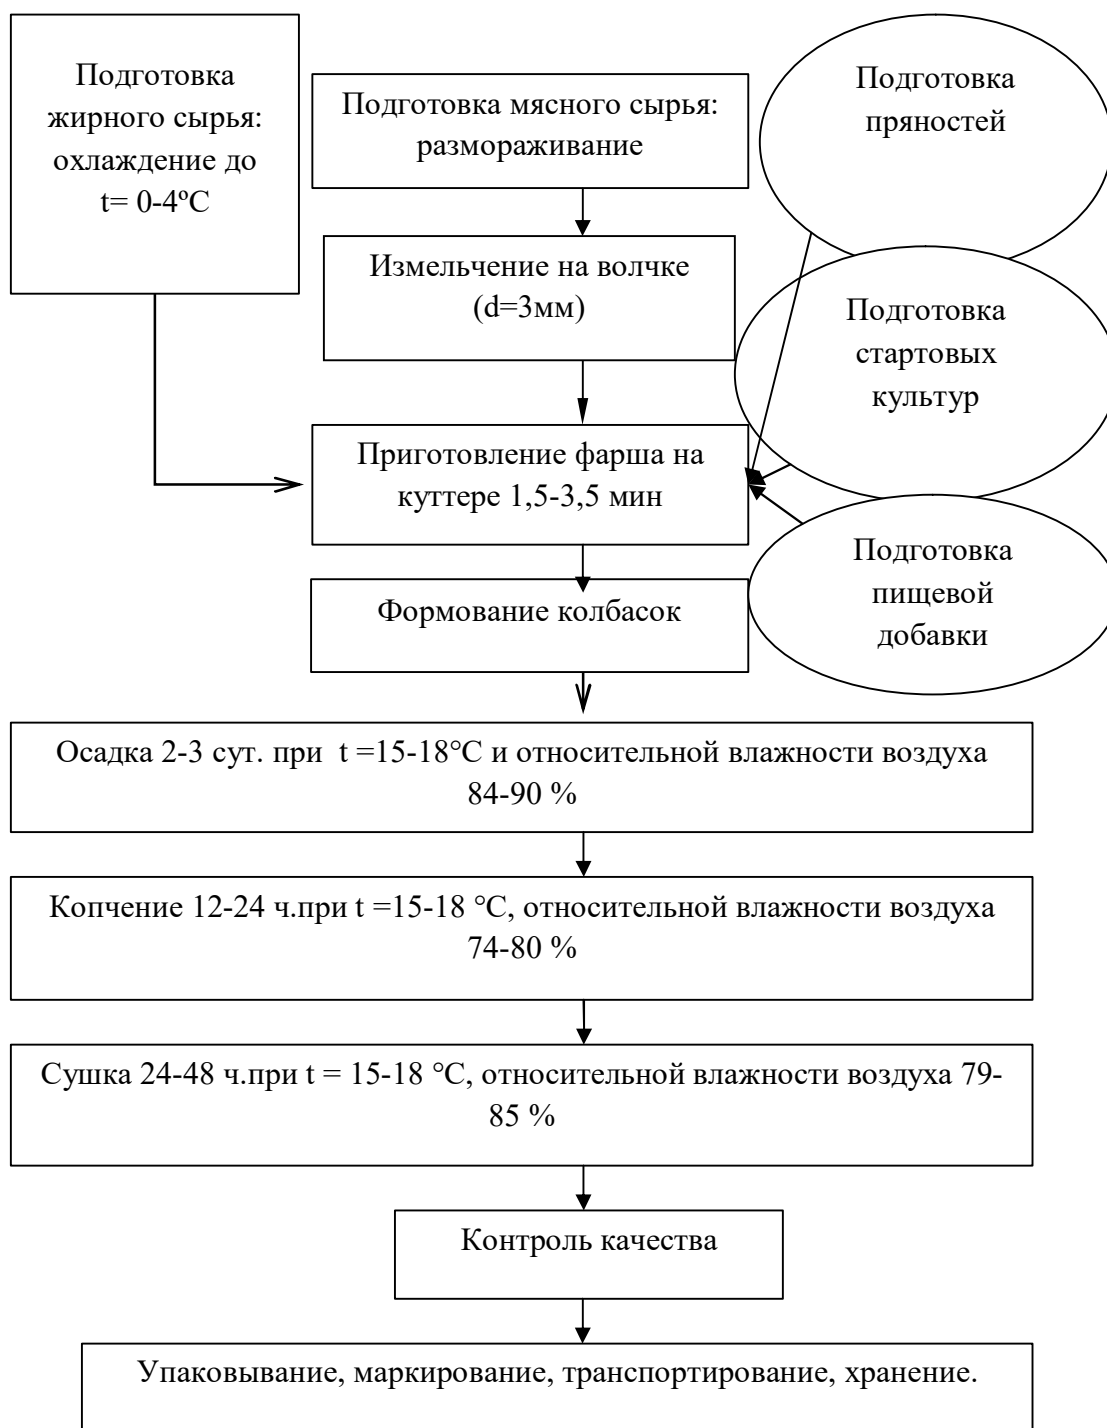 Подготовка
жирного сырья:
охлаждение до
t= 0-4ºC
Подготовка мясного сырья:
размораживание
Подготовка
пряностей
Измельчение на волчке
(d=3мм)
Подготовка
стартовых
культур
Приготовление фарша на
куттере 1,5-3,5 мин
Подготовка
пищевой
добавки
Формование колбасок
Осадка 2-3 сут. при  t =15-18°С и относительной влажности воздуха
84-90 %
Копчение 12-24 ч.при t =15-18 °С, относительной влажности воздуха
74-80 %
Сушка 24-48 ч.при t = 15-18 °С, относительной влажности воздуха 79-
85 %
Контроль качества
Упаковывание, маркирование, транспортирование, хранение.